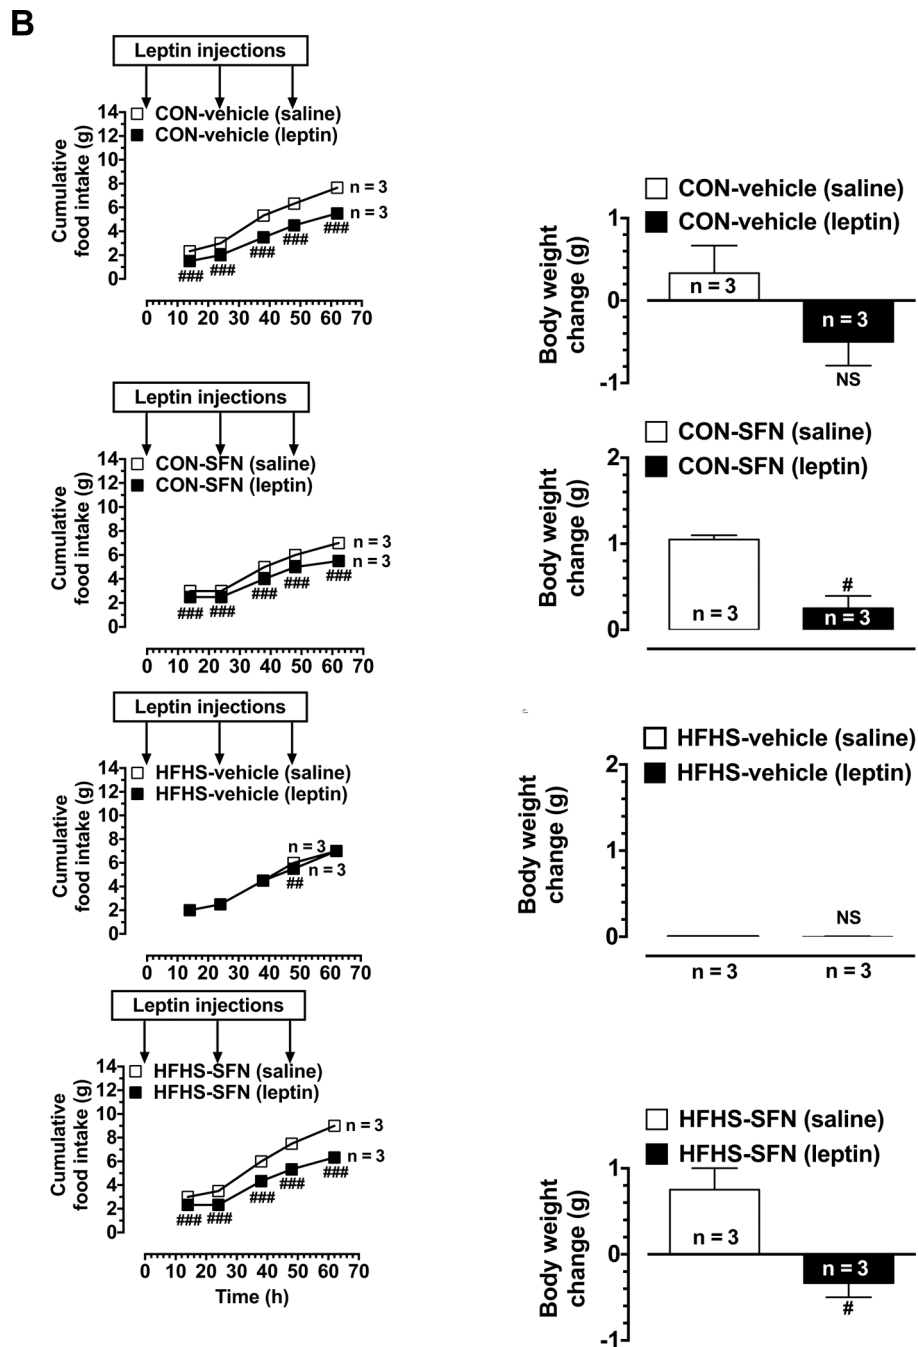 B
Leptin injections
CON-vehicle (saline)
CON-vehicle (leptin)
Cumulative
food intake (g)
14
12
10
8
6
4
2
0
n = 3
n = 3
### ### ### ### ###
0 10 20 30 40 50 60 70
CON-vehicle (saline)
CON-vehicle (leptin)
Body weight
change (g)
1
0
-1
n = 3
n = 3
NS
Leptin injections
CON-SFN (saline)
CON-SFN (leptin)
Cumulative
food intake (g)
14
12
10
8
6
4
2
0
n = 3
n = 3
### ### ### ### ###
0 10 20 30 40 50 60 70
CON-SFN (saline)
CON-SFN (leptin)
Body weight
change (g)
2
1
0
n = 3
#
n = 3
Leptin injections
HFHS-vehicle (saline)
HFHS-vehicle (leptin)
Cumulative
food intake (g)
14
12
10
8
6
4
2
0
n = 3
n = 3
##
0 10 20 30 40 50 60 70
HFHS-vehicle (saline)
HFHS-vehicle (leptin)
Body weight
change (g)
2
1
0
NS
n = 3 n = 3
Leptin injections
HFHS-SFN (saline)
HFHS-SFN (leptin)
Cumulative
food intake (g)
14
12
10
8
6
4
2
0
n = 3
n = 3
### ### ### ### ###
0 10 20 30 40 50 60 70
Time (h)
HFHS-SFN (saline)
HFHS-SFN (leptin)
Body weight
change (g)
1
0
-1
n = 3
n = 3
#